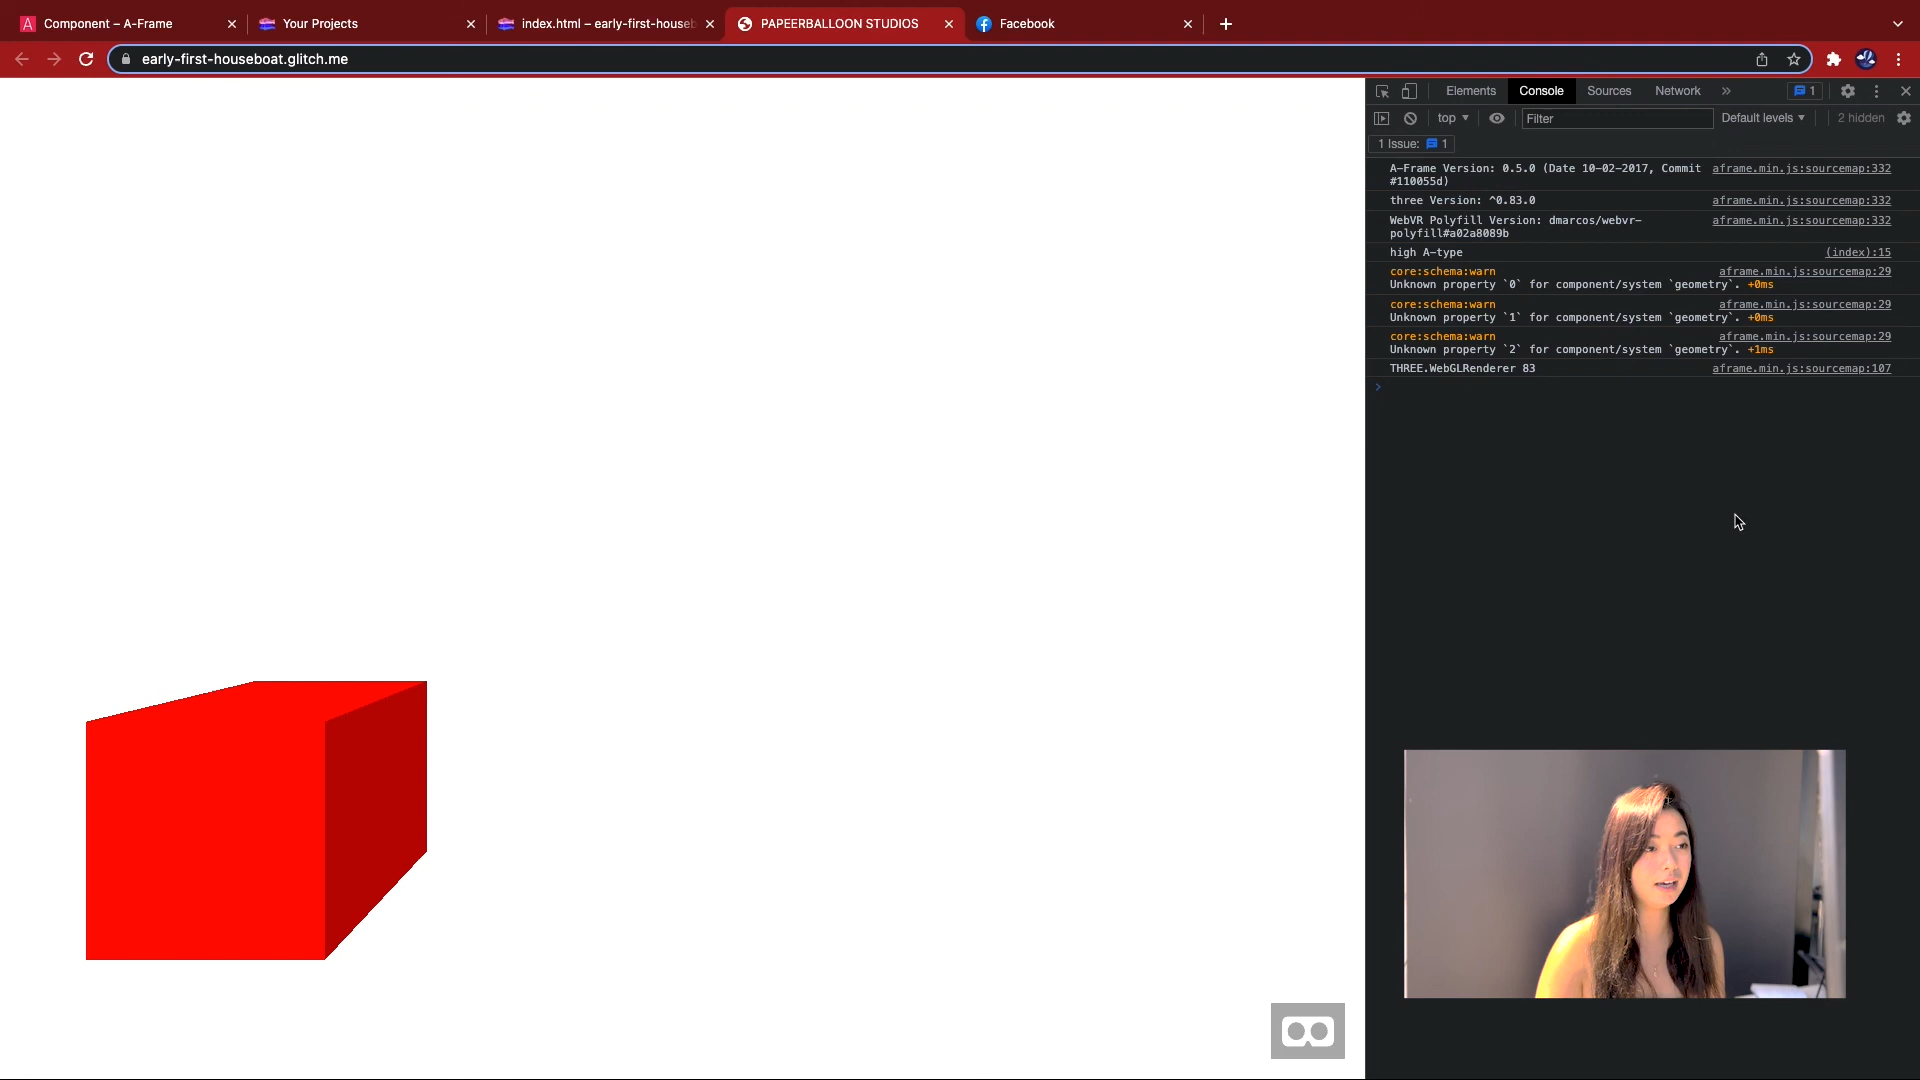 Component – A-Frame
Your Projects
index.html – early-first-houseb
PAPEERBALLOON STUDIOS
Facebook
early-first-houseboat.glitch.me
Elements Console Sources Network » 1
top Filter Default levels 2 hidden
1 Issue: 1
A-Frame Version: 0.5.0 (Date 10-02-2017, Commit aframe.min.js:sourcemap:332
#110055d)
three Version: ^0.83.0 aframe.min.js:sourcemap:332
WebVR Polyfill Version: dmarcos/webvr- aframe.min.js:sourcemap:332
polyfill#a02a8089b
high A-type (index):15
core:schema:warn aframe.min.js:sourcemap:29
Unknown property `0` for component/system `geometry`. +0ms
core:schema:warn aframe.min.js:sourcemap:29
Unknown property `1` for component/system `geometry`. +0ms
core:schema:warn aframe.min.js:sourcemap:29
Unknown property `2` for component/system `geometry`. +1ms
THREE.WebGLRenderer 83 aframe.min.js:sourcemap:107